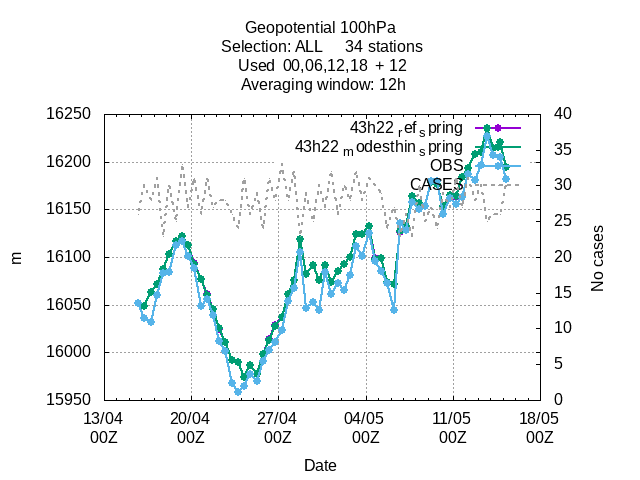 Geopotential 100hPa
Selection: ALL 34 stations
Used 00,06,12,18 + 12
Averaging window: 12h
16250
16200
16150
16100
16050
16000
15950
m
40
35
30
25
20
15
10
5
0
No cases
43h22 ref spring
43h22 modesthin spring
OBS
CASES
13/04 20/04 27/04 04/05 11/05 18/05
00Z 00Z 00Z 00Z 00Z 00Z
Date